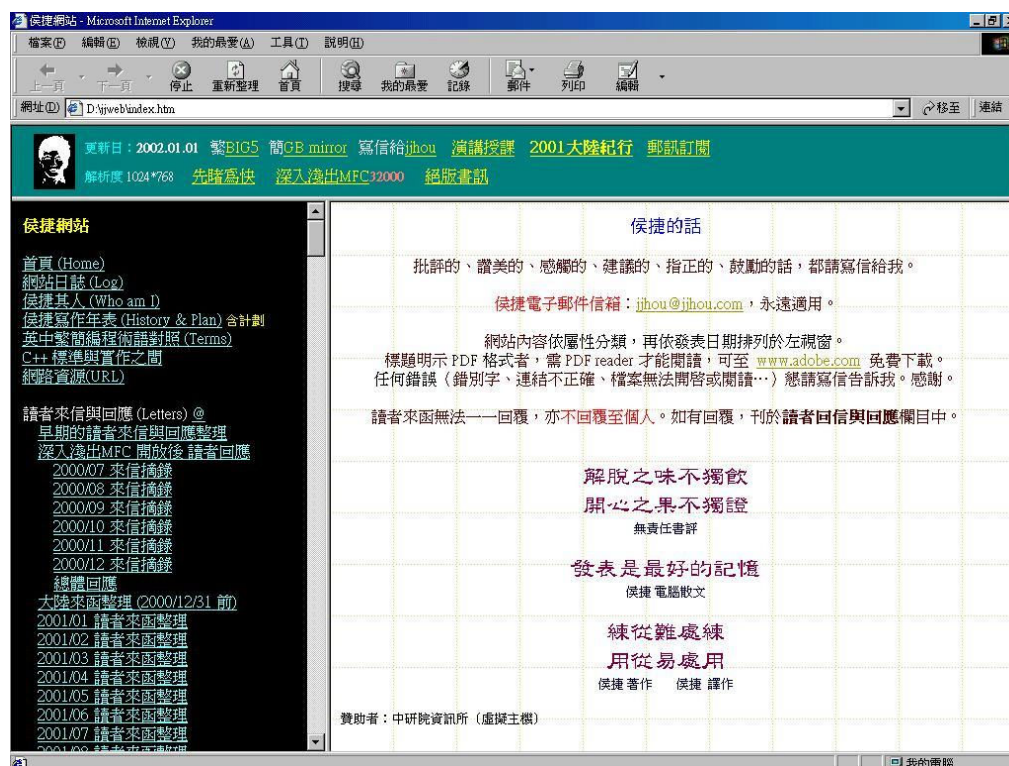 侯捷網站 - Microsoft Internet Explorer
檔案(F) 編輯(E) 檢視(V) 我的最愛(A) 工具(T) 說明(H)
上一頁 下一頁 停止 重新整理 首頁 搜尋 我的最愛 記錄 郵件 列印 編輯
網址(D) D:\jjweb\index.htm 移至 連結
更新日：2002.01.01 繁BIG5 簡GB mirror 寫信給jjhou 演講授課 2001大陸紀行 郵訊訂閱
解析度 1024*768 先睹為快 深入淺出MFC32000 絕版書訊
侯捷網站
首頁 (Home)
網站日誌 (Log)
侯捷其人 (Who am I)
侯捷寫作年表 (History & Plan) 含計劃
英中繁簡編程術語對照 (Terms)
C++ 標準與實作之間
網路資源(URL)
讀者來信與回應 (Letters) @
早期的讀者來信與回應整理
深入淺出MFC 開放後 讀者回應
2000/07 來信摘錄
2000/08 來信摘錄
2000/09 來信摘錄
2000/10 來信摘錄
2000/11 來信摘錄
2000/12 來信摘錄
總體回應
大陸來函整理 (2000/12/31 前)
2001/01 讀者來函整理
2001/02 讀者來函整理
2001/03 讀者來函整理
2001/04 讀者來函整理
2001/05 讀者來函整理
2001/06 讀者來函整理
2001/07 讀者來函整理
2001/08 讀者來函整理
侯捷的話
批評的、讚美的、感觸的、建議的、指正的、鼓勵的話，都請寫信給我。
侯捷電子郵件信箱：jjhou@jjhou.com，永遠適用。
網站內容依屬性分類，再依發表日期排列於左視窗。
標題明示 PDF 格式者，需 PDF reader 才能閱讀，可至 www.adobe.com 免費下載。
任何錯誤（錯別字、連結不正確、檔案無法開啓或閱讀…）懇請寫信告訴我。感謝。
讀者來函無法一一回覆，亦不回覆至個人。如有回覆，刊於讀者回信與回應欄目中。
解脫之味不獨飲
開心之果不獨證
無責任書評
發表是最好的記憶
侯捷 電腦散文
練從難處練
用從易處用
侯捷 著作 侯捷 譯作
贊助者：中研院資訊所（虛擬主機）
我的電腦